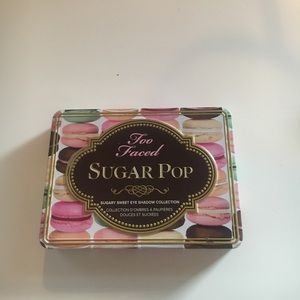 Too
Faced
SUGAR POP
SUGARY SWEET EYE SHADOW COLLECTION
COLLECTION D'OMBRES À PAUPIÈRES
DOUCES ET SUCRÉES